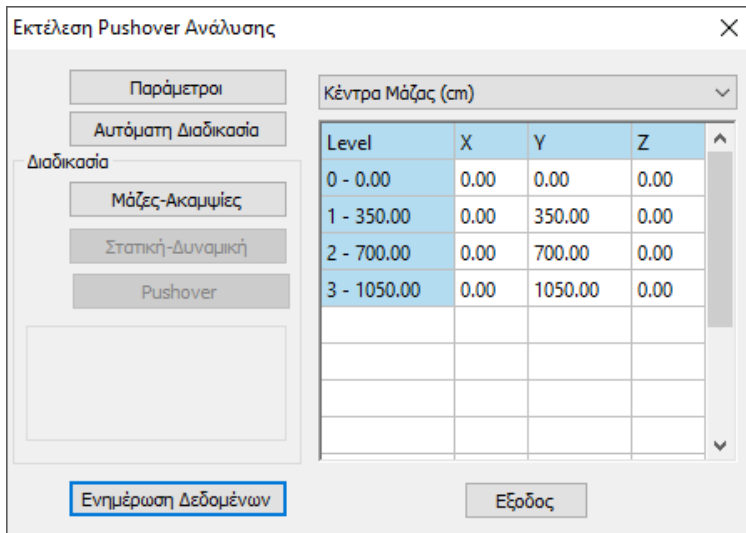 Εκτέλεση Pushover Ανάλυσης
Παράμετροι
Αυτόματη Διαδικασία
Διαδικασία
Μάζες-Ακαμψίες
Στατική-Δυναμική
Pushover
Ενημέρωση Δεδομένων
Κέντρα Μάζας (cm)
Level X Y Z
0 - 0.00 0.00 0.00 0.00
1 - 350.00 0.00 350.00 0.00
2 - 700.00 0.00 700.00 0.00
3 - 1050.00 0.00 1050.00 0.00
Εξοδος